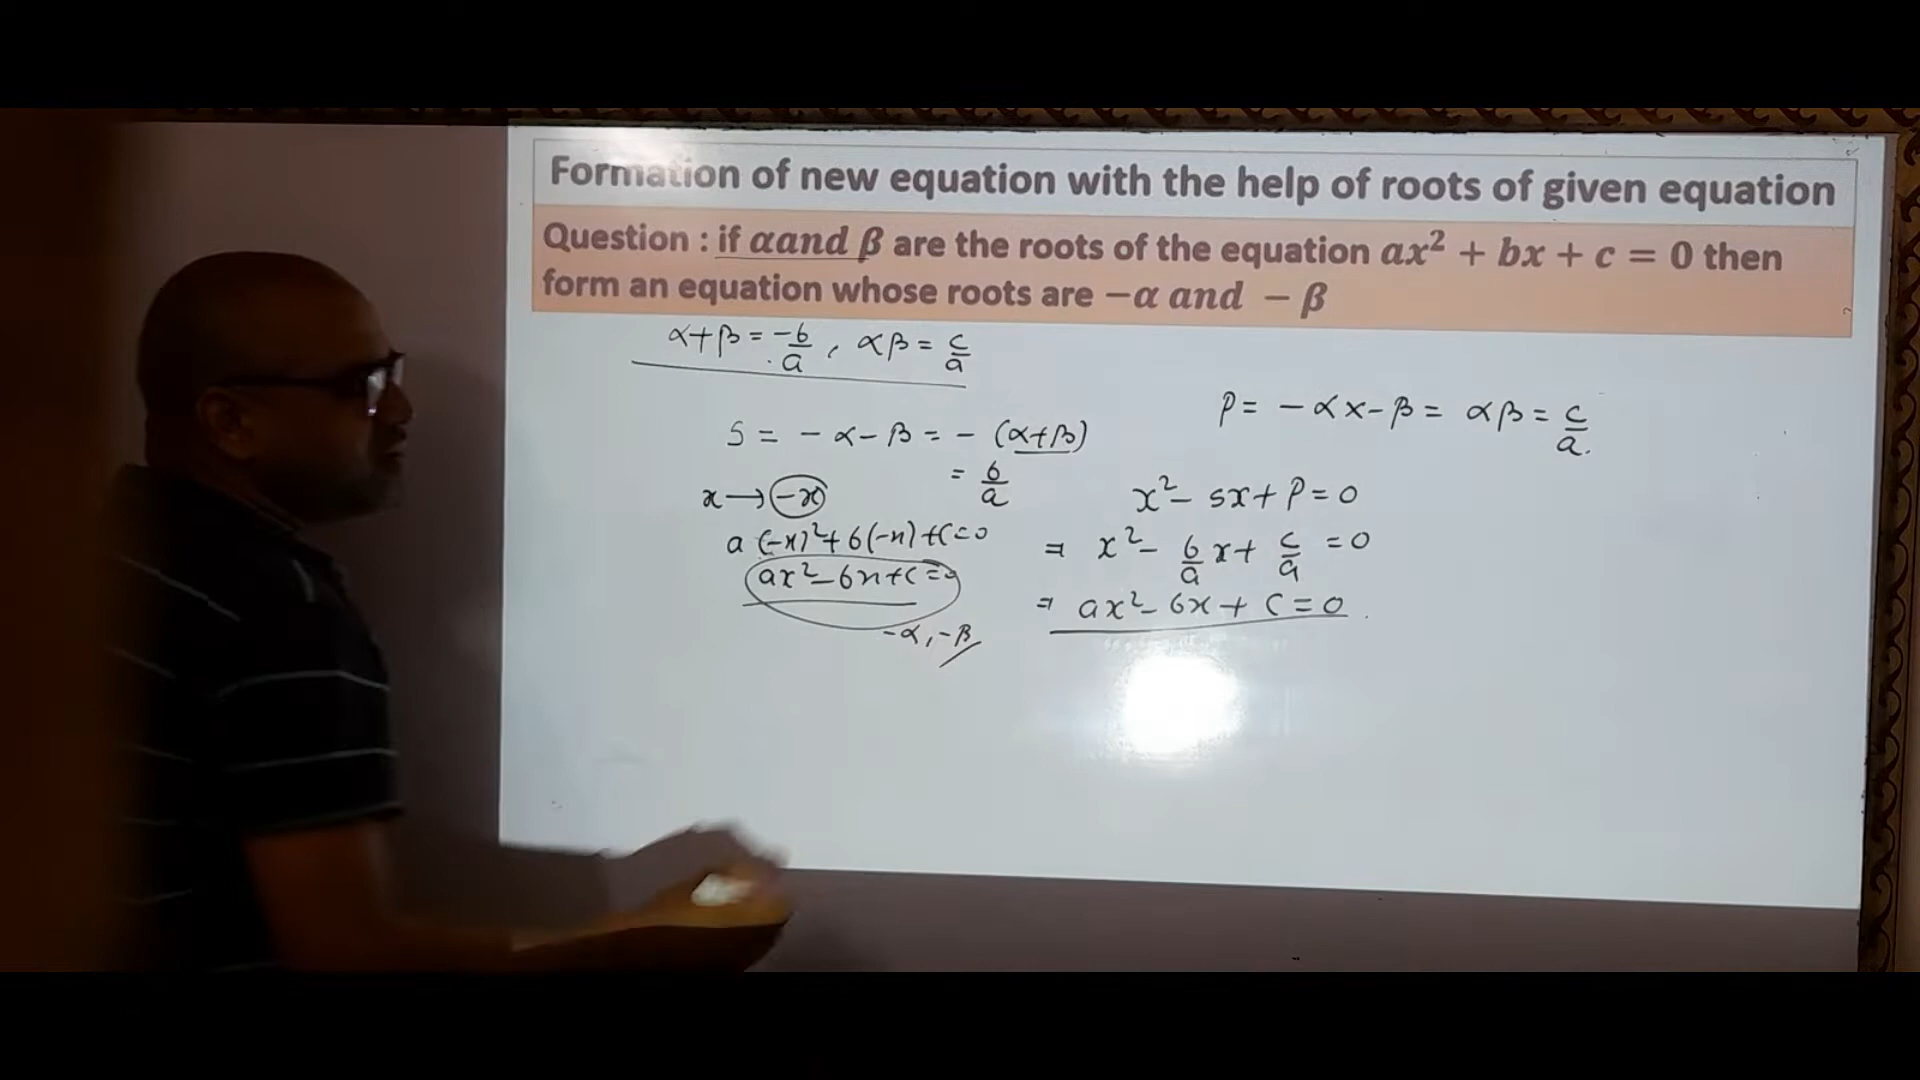 Formation of new equation with the help of roots of given equation
Question : if αand β are the roots of the equation ax² + bx + c = 0 then
form an equation whose roots are −α and − β
α+β = -b/a , αβ = c/a
S = - α - β = - (α+β)
= b/a
x → -x
a (-x)² + b(-x) + c = 0
ax² - bx + c = 0
-α, -β
P = - α x - β = αβ = c/a.
x² - sx + P = 0
⇒ x² - b/a x + c/a = 0
⇒ ax² - bx + c = 0.